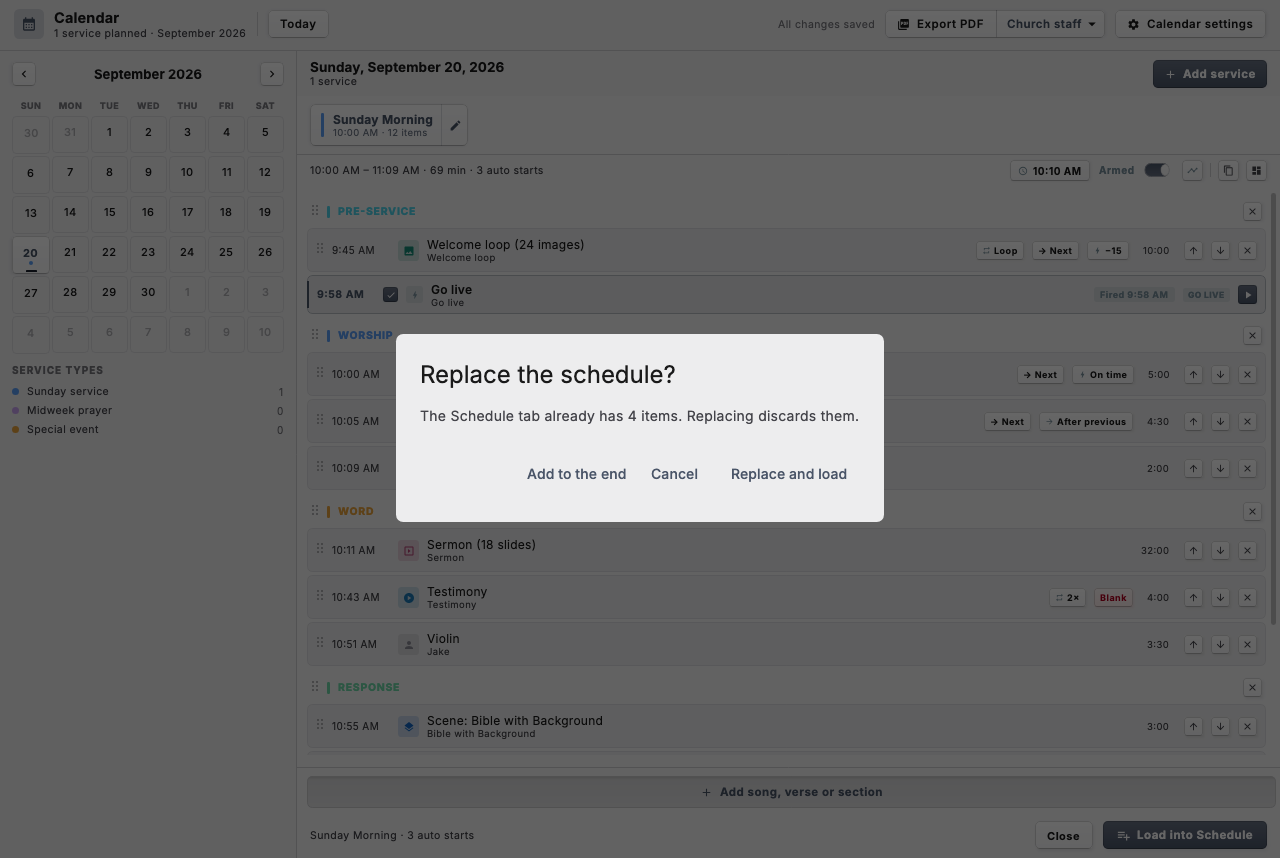 Calendar
1 service planned · September 2026
Today
All changes saved
Export PDF
Church staff
Calendar settings
September 2026
SUN MON TUE WED THU FRI SAT
30 31 1 2 3 4 5
6 7 8 9 10 11 12
13 14 15 16 17 18 19
20 21 22 23 24 25 26
27 28 29 30 1 2 3
4 5 6 7 8 9 10
SERVICE TYPES
Sunday service 1
Midweek prayer 0
Special event 0
Sunday, September 20, 2026
1 service
+ Add service
Sunday Morning
10:00 AM · 12 items
10:00 AM – 11:09 AM · 69 min · 3 auto starts
10:10 AM
Armed
PRE-SERVICE
9:45 AM
Welcome loop (24 images)
Welcome loop
Loop
→ Next
−15
10:00
9:58 AM
Go live
Go live
Fired 9:58 AM
GO LIVE
WORSHIP
10:00 AM
→ Next
On time
5:00
10:05 AM
→ Next
→ After previous
4:30
10:09 AM
2:00
Replace the schedule?
The Schedule tab already has 4 items. Replacing discards them.
Add to the end
Cancel
Replace and load
WORD
10:11 AM
Sermon (18 slides)
Sermon
32:00
10:43 AM
Testimony
Testimony
2×
Blank
4:00
10:51 AM
Violin
Jake
3:30
RESPONSE
10:55 AM
Scene: Bible with Background
Bible with Background
3:00
+ Add song, verse or section
Sunday Morning · 3 auto starts
Close
Load into Schedule